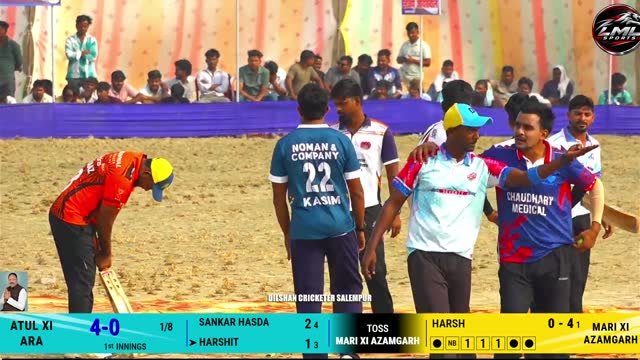 LML
SPORTS
NOMAN &
COMPANY
22
KASIM
CHAUDHARY
MEDICAL
DILSHAN CRICKETER SALEMPUR
ATUL XI
ARA
4-0
1/8
1ST INNINGS
SANKAR HASDA 2 4
HARSHIT 1 3
TOSS
MARI XI AZAMGARH
HARSH 0 - 4 1
NB 1 1 1
MARI XI
AZAMGARH